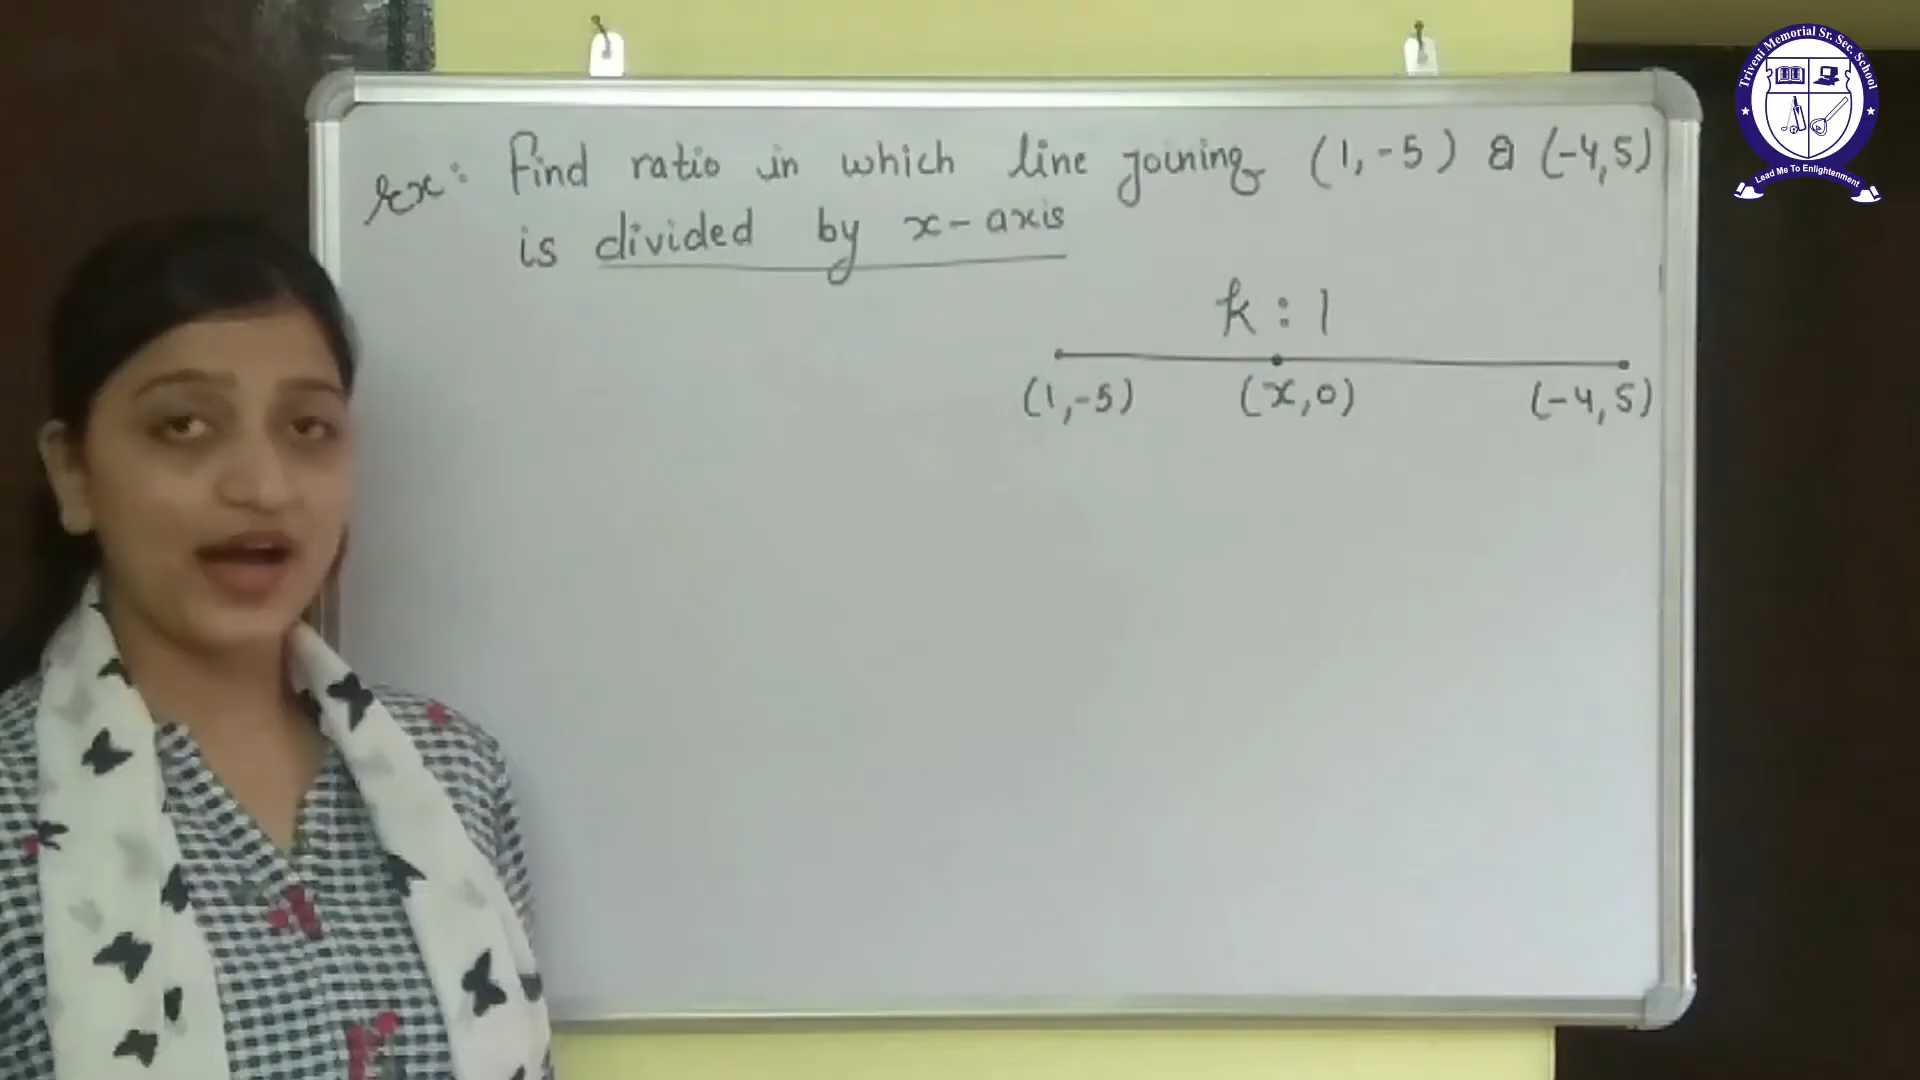 Ex: Find ratio in which line joining (1,-5) & (-4,5)
is divided by x-axis
k : 1
(1,-5) (x,0) (-4,5)
Triveni Memorial Sr. Sec. School
Lead Me To Enlightenment